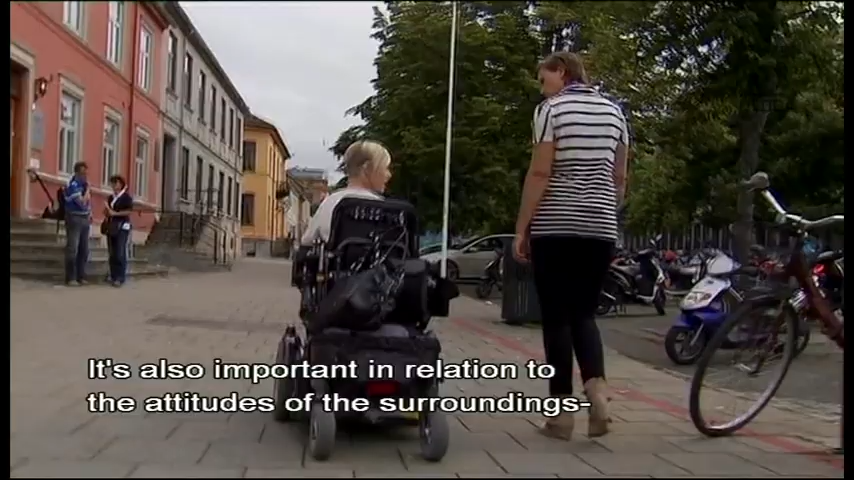 It's also important in relation to
the attitudes of the surroundings-